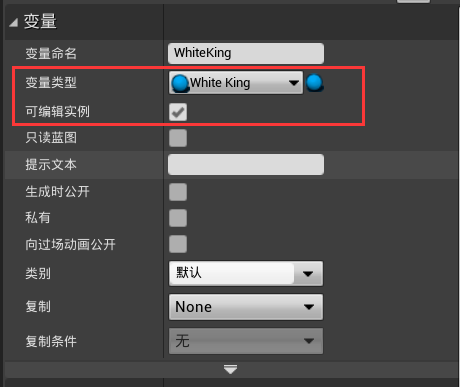 变量
变量命名 WhiteKing
变量类型 White King
可编辑实例
只读蓝图
提示文本
生成时公开
私有
向过场动画公开
类别 默认
复制 None
复制条件 无